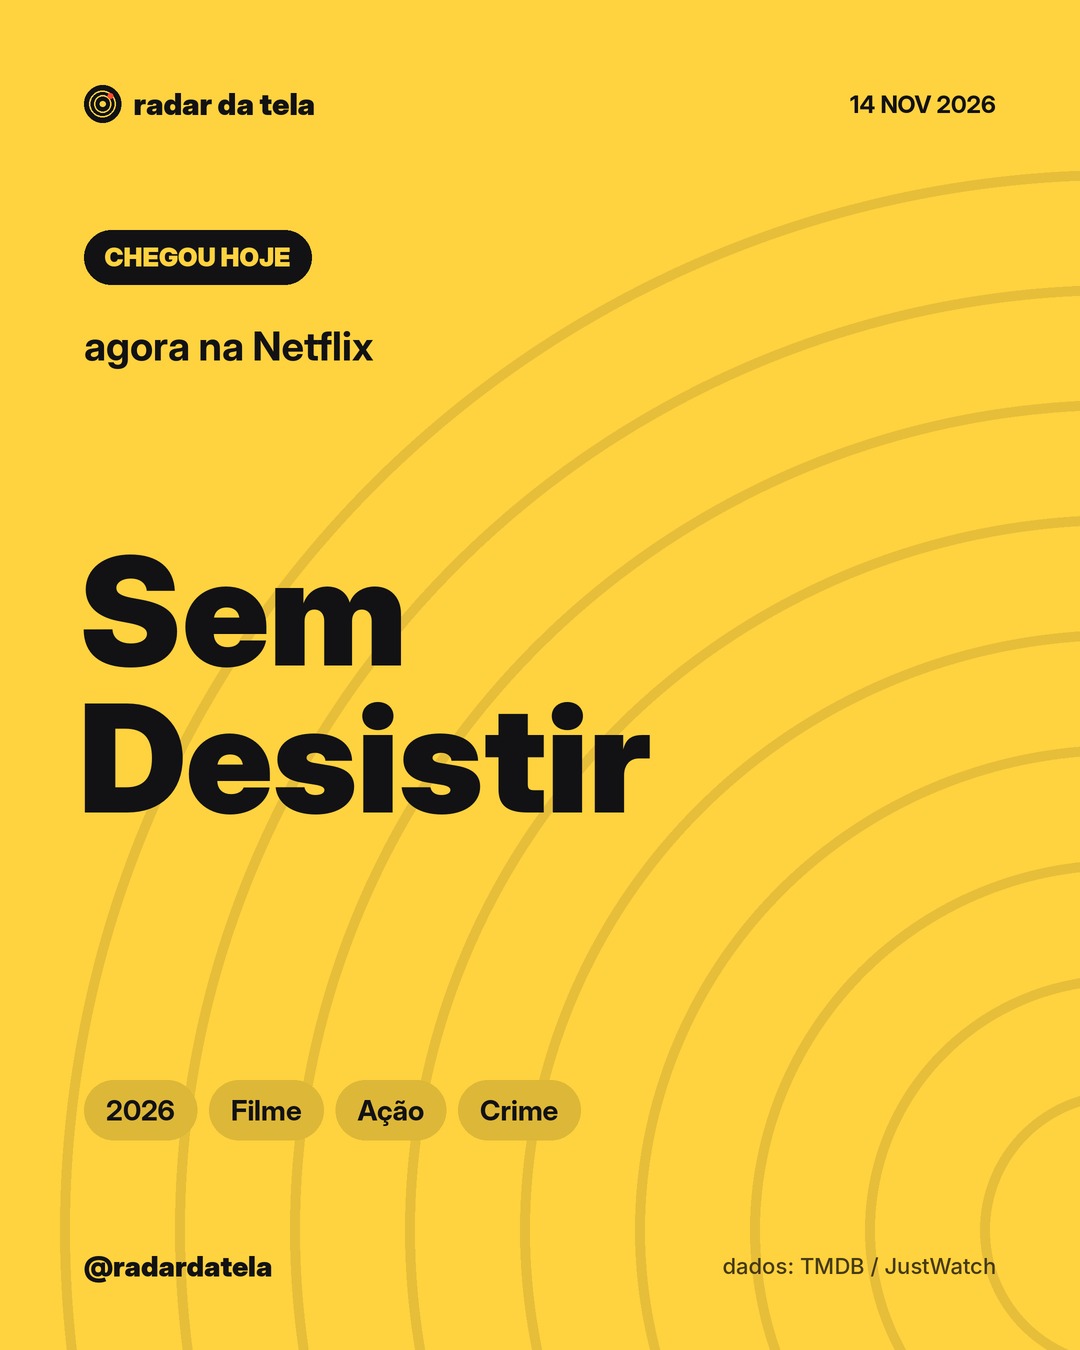 radar da tela
14 NOV 2026
CHEGOU HOJE
agora na Netflix
Sem
Desistir
2026 Filme Ação Crime
@radardatela
dados: TMDB / JustWatch